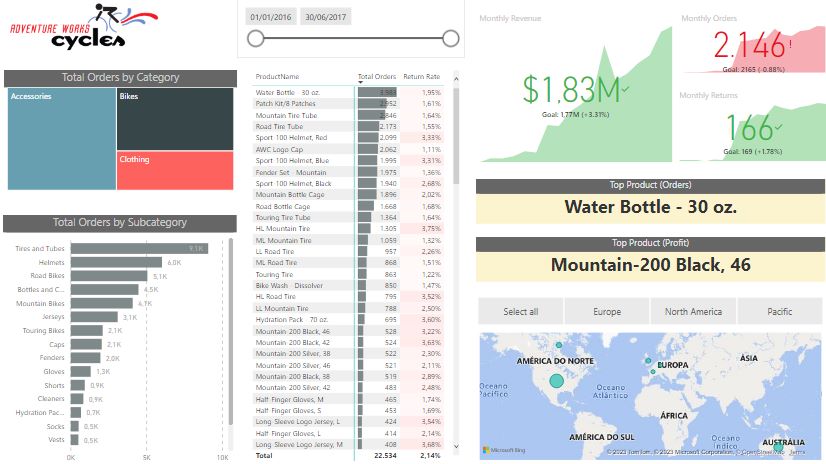 ADVENTURE WORKS
cycles
01/01/2016 30/06/2017
Total Orders by Category
Accessories
Bikes
Clothing
Total Orders by Subcategory
Tires and Tubes 9,1K
Helmets 6,0K
Road Bikes 5,1K
Bottles and C... 4,5K
Mountain Bikes 4,1K
Jerseys 3,1K
Touring Bikes 2,1K
Caps 2,1K
Fenders 2,0K
Gloves 1,3K
Shorts 0,9K
Cleaners 0,9K
Hydration Pac... 0,7K
Socks 0,5K
Vests 0,5K
0K 5K 10K
ProductName Total Orders Return Rate
Water Bottle - 30 oz. 3.983 1,95%
Patch Kit/8 Patches 2.952 1,61%
Mountain Tire Tube 2.846 1,64%
Road Tire Tube 2.173 1,55%
Sport-100 Helmet, Red 2.099 3,33%
AWC Logo Cap 2.062 1,11%
Sport-100 Helmet, Blue 1.995 3,31%
Fender Set - Mountain 1.975 1,36%
Sport-100 Helmet, Black 1.940 2,68%
Mountain Bottle Cage 1.896 2,02%
Road Bottle Cage 1.668 1,68%
Touring Tire Tube 1.364 1,64%
HL Mountain Tire 1.305 3,75%
ML Mountain Tire 1.059 1,32%
LL Road Tire 957 2,26%
ML Road Tire 868 1,51%
Touring Tire 863 1,22%
Bike Wash - Dissolver 850 1,47%
HL Road Tire 795 3,52%
LL Mountain Tire 788 2,50%
Hydration Pack - 70 oz. 695 3,60%
Mountain-200 Black, 46 528 3,22%
Mountain-200 Black, 42 524 3,63%
Mountain-200 Silver, 38 522 2,30%
Mountain-200 Silver, 46 521 2,11%
Mountain-200 Black, 38 519 2,89%
Mountain-200 Silver, 42 483 2,48%
Half-Finger Gloves, M 465 1,74%
Half-Finger Gloves, S 453 1,69%
Long-Sleeve Logo Jersey, L 424 3,54%
Half-Finger Gloves, L 414 2,14%
Long-Sleeve Logo Jersey, M 408 3,68%
Total 22.534 2,14%
Monthly Revenue
$1,83M
Goal: 1,77M (+3.31%)
Monthly Orders
2.146!
Goal: 2165 (-0.88%)
Monthly Returns
166
Goal: 169 (+1.78%)
Top Product (Orders)
Water Bottle - 30 oz.
Top Product (Profit)
Mountain-200 Black, 46
Select all Europe North America Pacific
AMÉRICA DO NORTE
EUROPA
ÁSIA
Oceano
Pacífico
Oceano
Atlântico
ÁFRICA
AMÉRICA DO SUL
Oceano
Índico
AUSTRÁLIA
Microsoft Bing
© 2023 TomTom, © 2023 Microsoft Corporation, © OpenStreetMap Terms